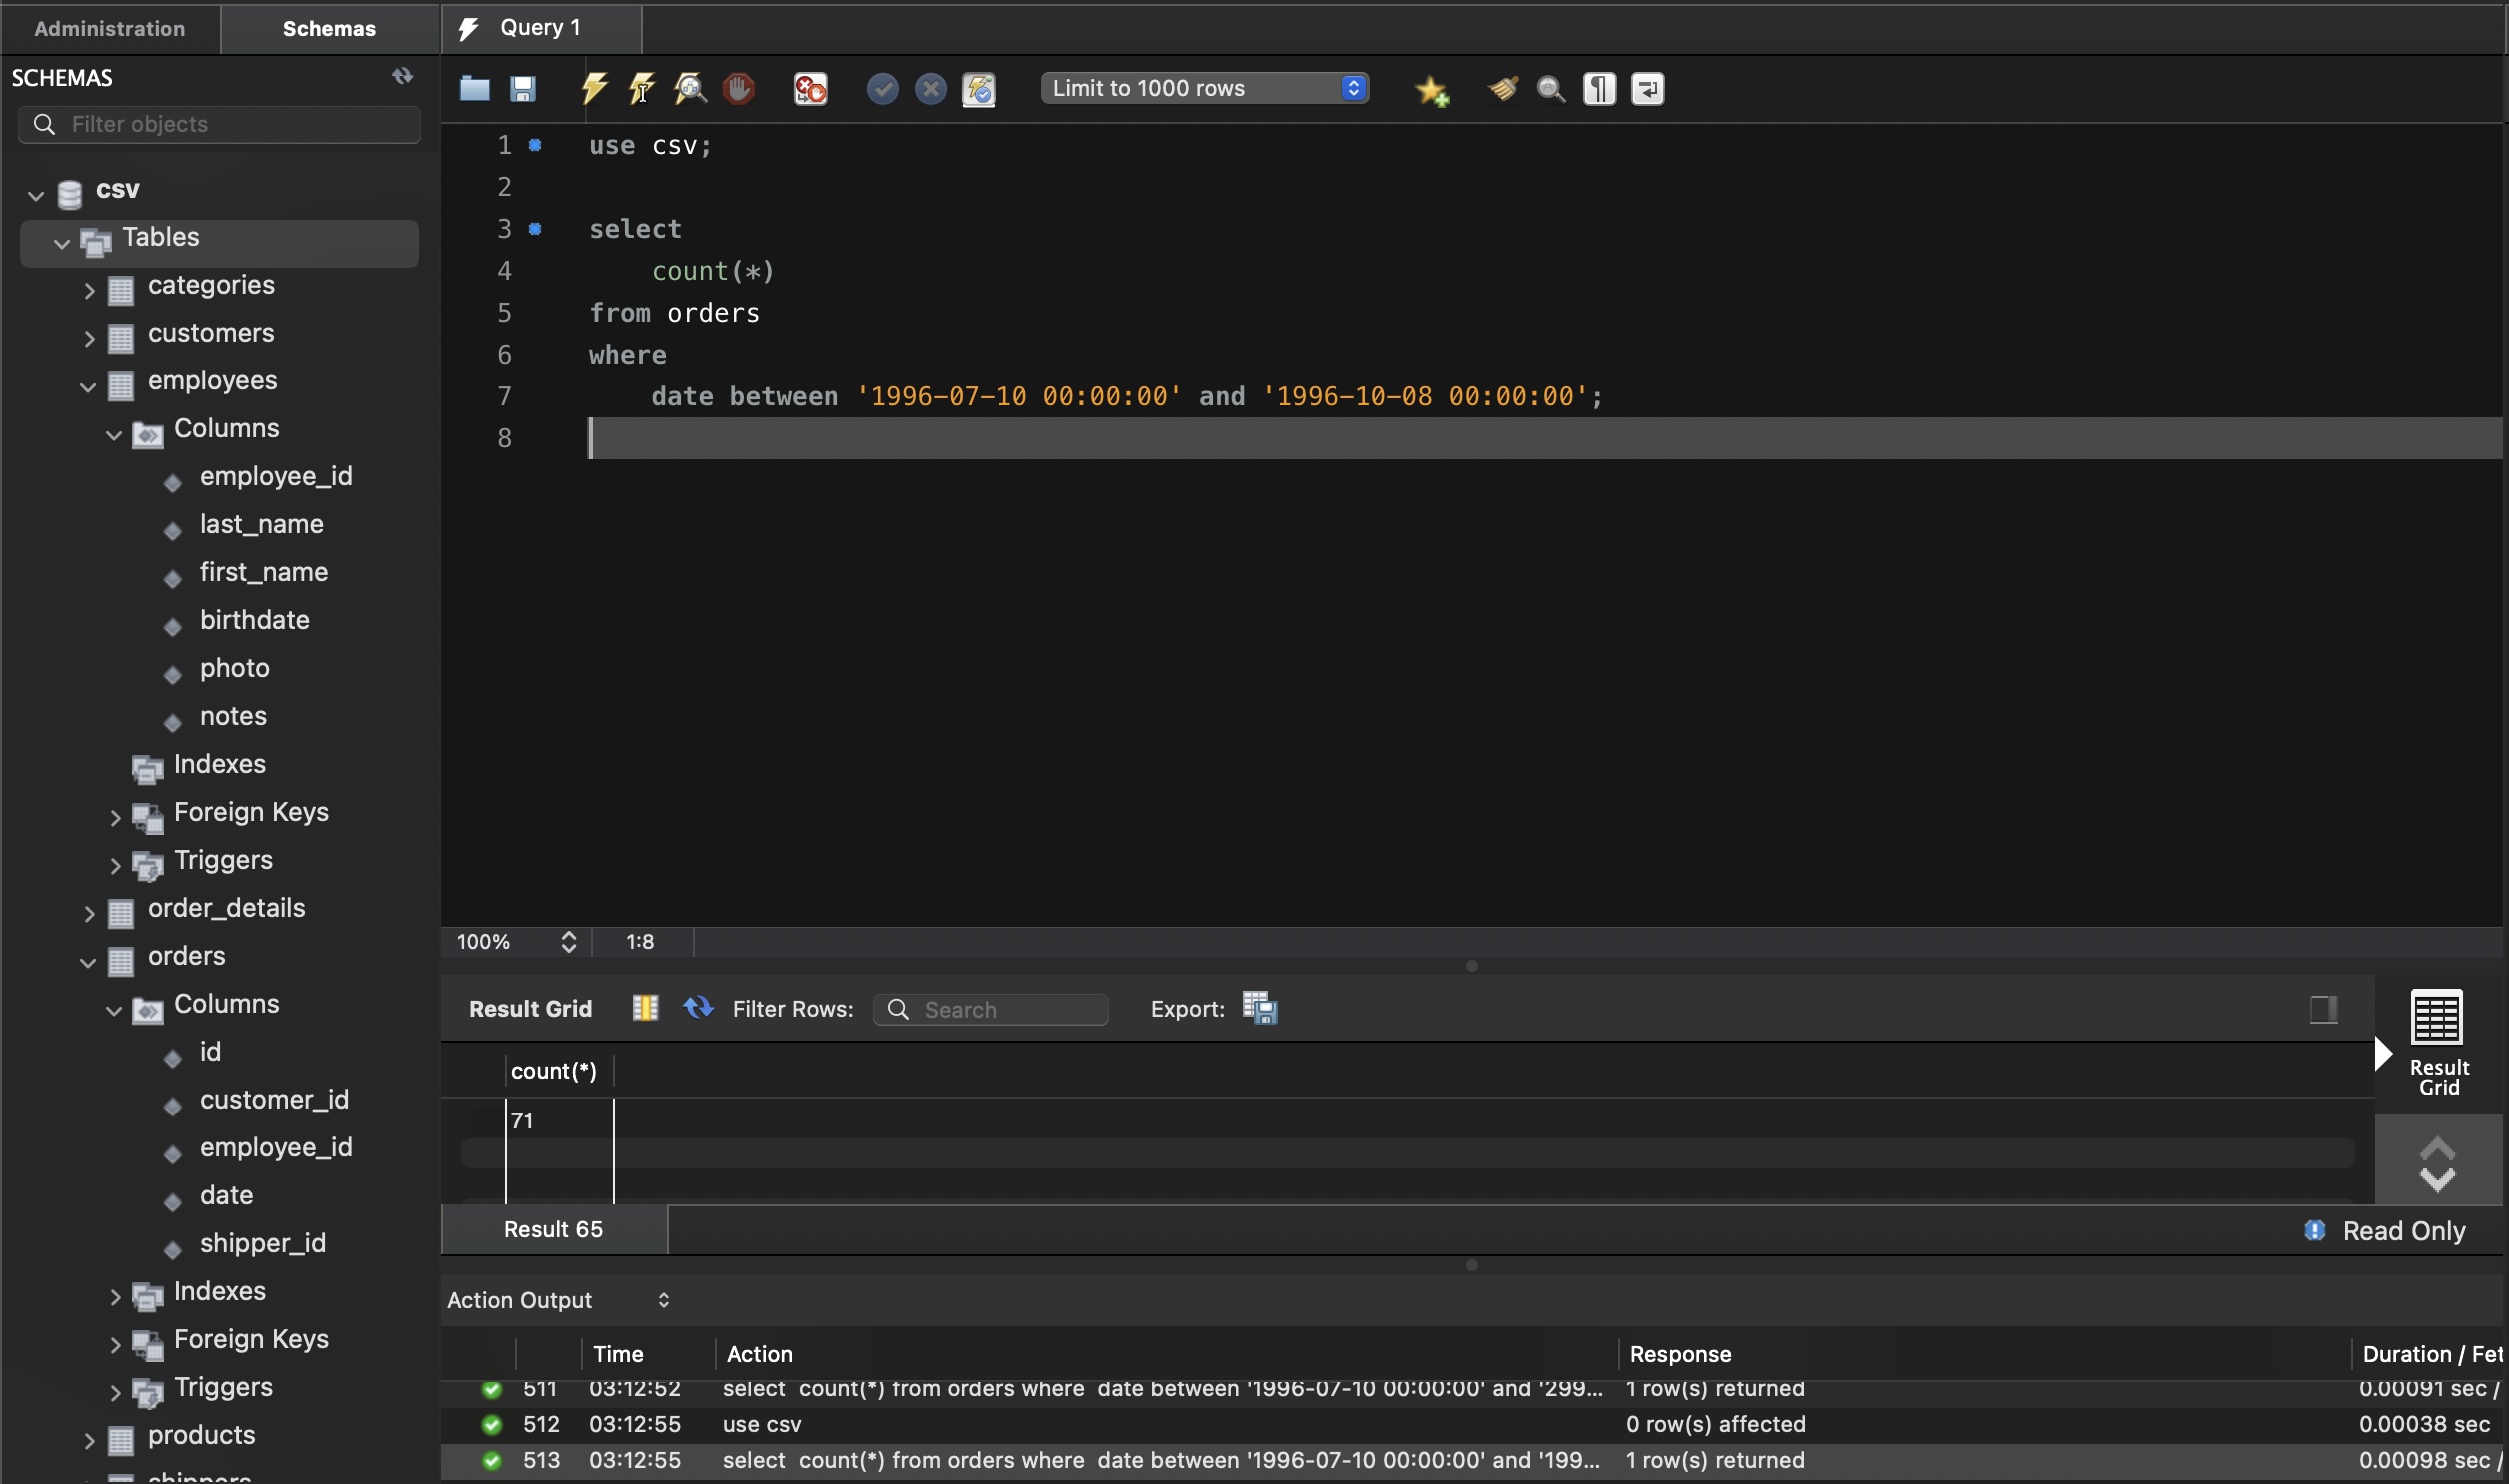 Administration
Schemas
Query 1
SCHEMAS
Filter objects
Limit to 1000 rows
csv
Tables
categories
customers
employees
Columns
employee_id
last_name
first_name
birthdate
photo
notes
Indexes
Foreign Keys
Triggers
order_details
orders
Columns
id
customer_id
employee_id
date
shipper_id
Indexes
Foreign Keys
Triggers
products
shippers
1 use csv;
2
3 select
4 count(*)
5 from orders
6 where
7 date between '1996-07-10 00:00:00' and '1996-10-08 00:00:00';
8
100% 1:8
Result Grid Filter Rows: Search Export:
count(*)
71
Result
Grid
Result 65
Read Only
Action Output
Time Action Response Duration / Fet
511 03:12:52 select count(*) from orders where date between '1996-07-10 00:00:00' and '299... 1 row(s) returned 0.00091 sec /
512 03:12:55 use csv 0 row(s) affected 0.00038 sec
513 03:12:55 select count(*) from orders where date between '1996-07-10 00:00:00' and '199... 1 row(s) returned 0.00098 sec /